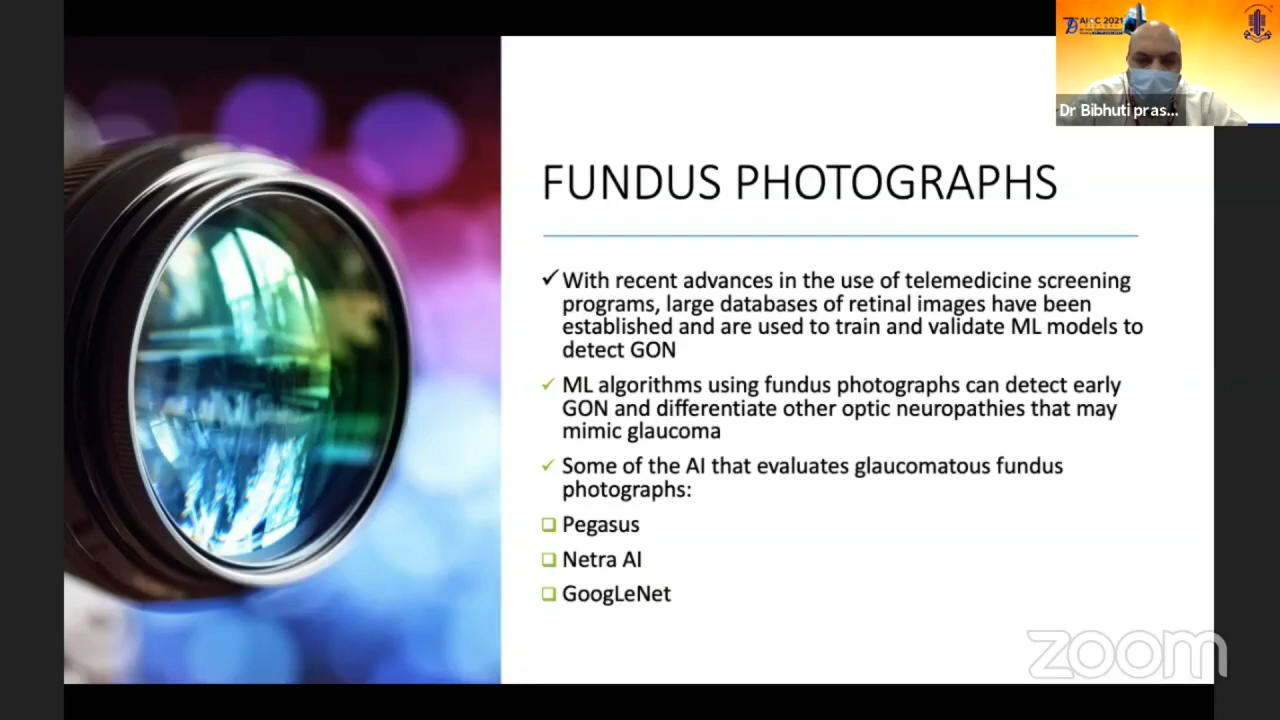 AIOC 2021
Dr Bibhuti pras...
FUNDUS PHOTOGRAPHS
With recent advances in the use of telemedicine screening
programs, large databases of retinal images have been
established and are used to train and validate ML models to
detect GON
ML algorithms using fundus photographs can detect early
GON and differentiate other optic neuropathies that may
mimic glaucoma
Some of the AI that evaluates glaucomatous fundus
photographs:
Pegasus
Netra AI
GoogLeNet
zoom